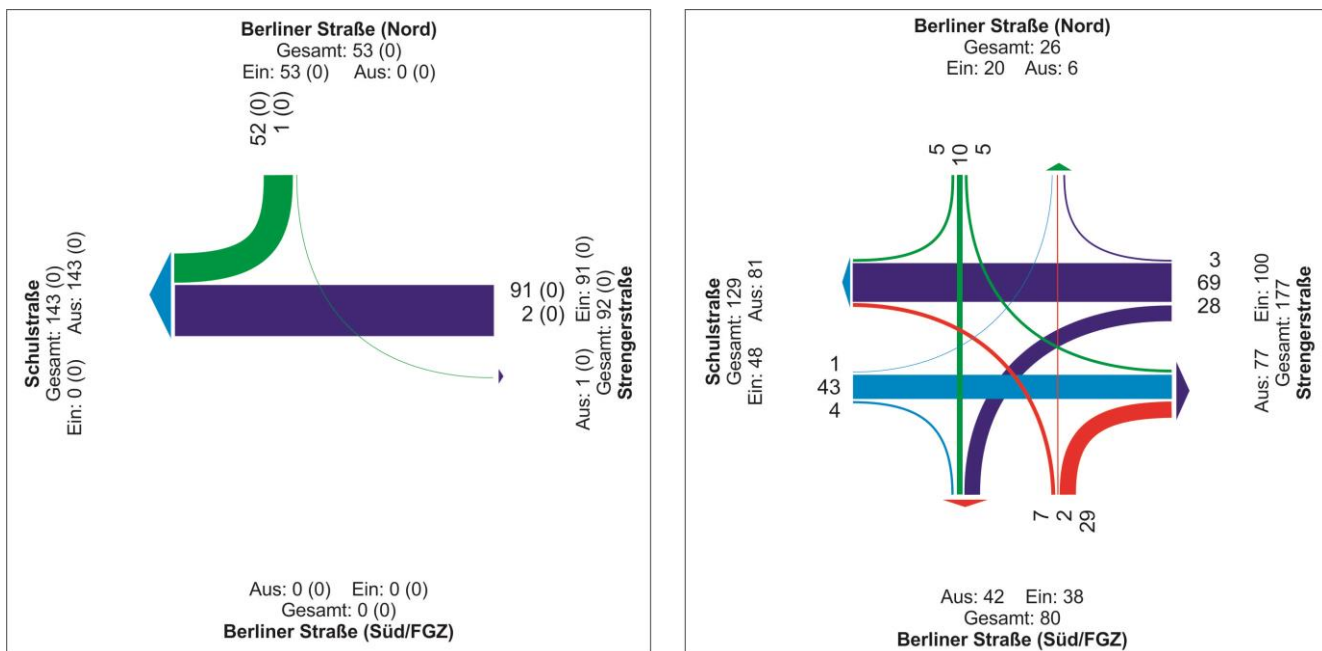 Berliner Straße (Nord)
Gesamt: 53 (0)
Ein: 53 (0) Aus: 0 (0)
52 (0)
1 (0)
Schulstraße
Gesamt: 143 (0)
Ein: 0 (0) Aus: 143 (0)
91 (0)
2 (0)
Aus: 1 (0) Ein: 91 (0)
Gesamt: 92 (0)
Strengerstraße
Aus: 0 (0) Ein: 0 (0)
Gesamt: 0 (0)
Berliner Straße (Süd/FGZ)
Berliner Straße (Nord)
Gesamt: 26
Ein: 20 Aus: 6
5
10
5
Schulstraße
Gesamt: 129
Ein: 48 Aus: 81
3
69
28
1
43
4
Aus: 77 Ein: 100
Gesamt: 177
Strengerstraße
7
2
29
Aus: 42 Ein: 38
Gesamt: 80
Berliner Straße (Süd/FGZ)